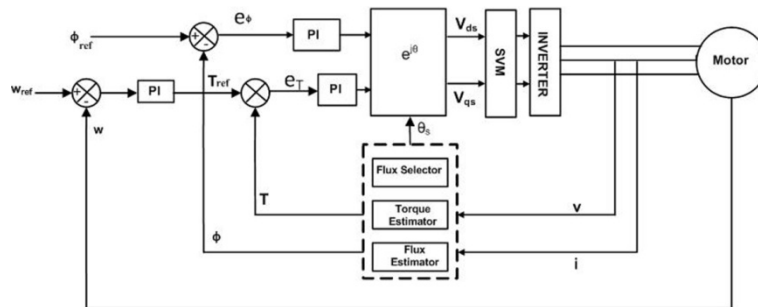 ϕref
+
-
eϕ
PI
ejθ
Vds
SVM
INVERTER
Motor
wref
+
-
w
PI
Tref
eT
PI
Vqs
θs
Flux Selector
T
Torque
Estimator
v
ϕ
Flux
Estimator
i